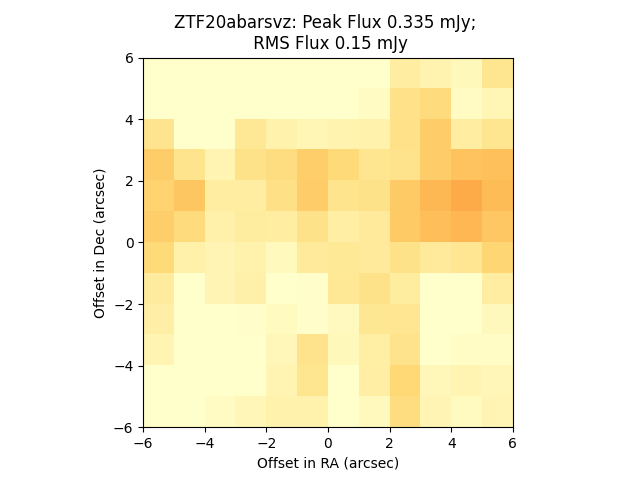 ZTF20abarsvz: Peak Flux 0.335 mJy;
RMS Flux 0.15 mJy
6
4
2
0
−2
−4
−6
Offset in Dec (arcsec)
−6 −4 −2 0 2 4 6
Offset in RA (arcsec)